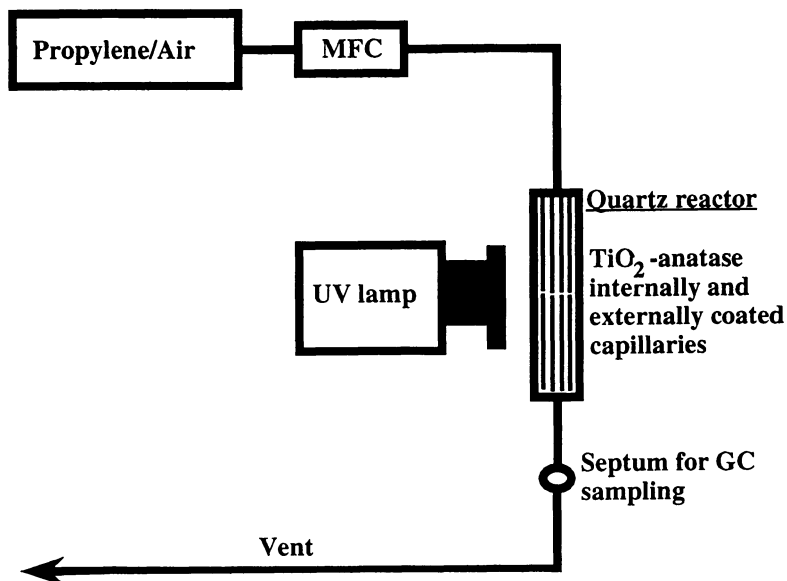 Propylene/Air
MFC
Quartz reactor
TiO2 -anatase
internally and
externally coated
capillaries
UV lamp
Septum for GC
sampling
Vent